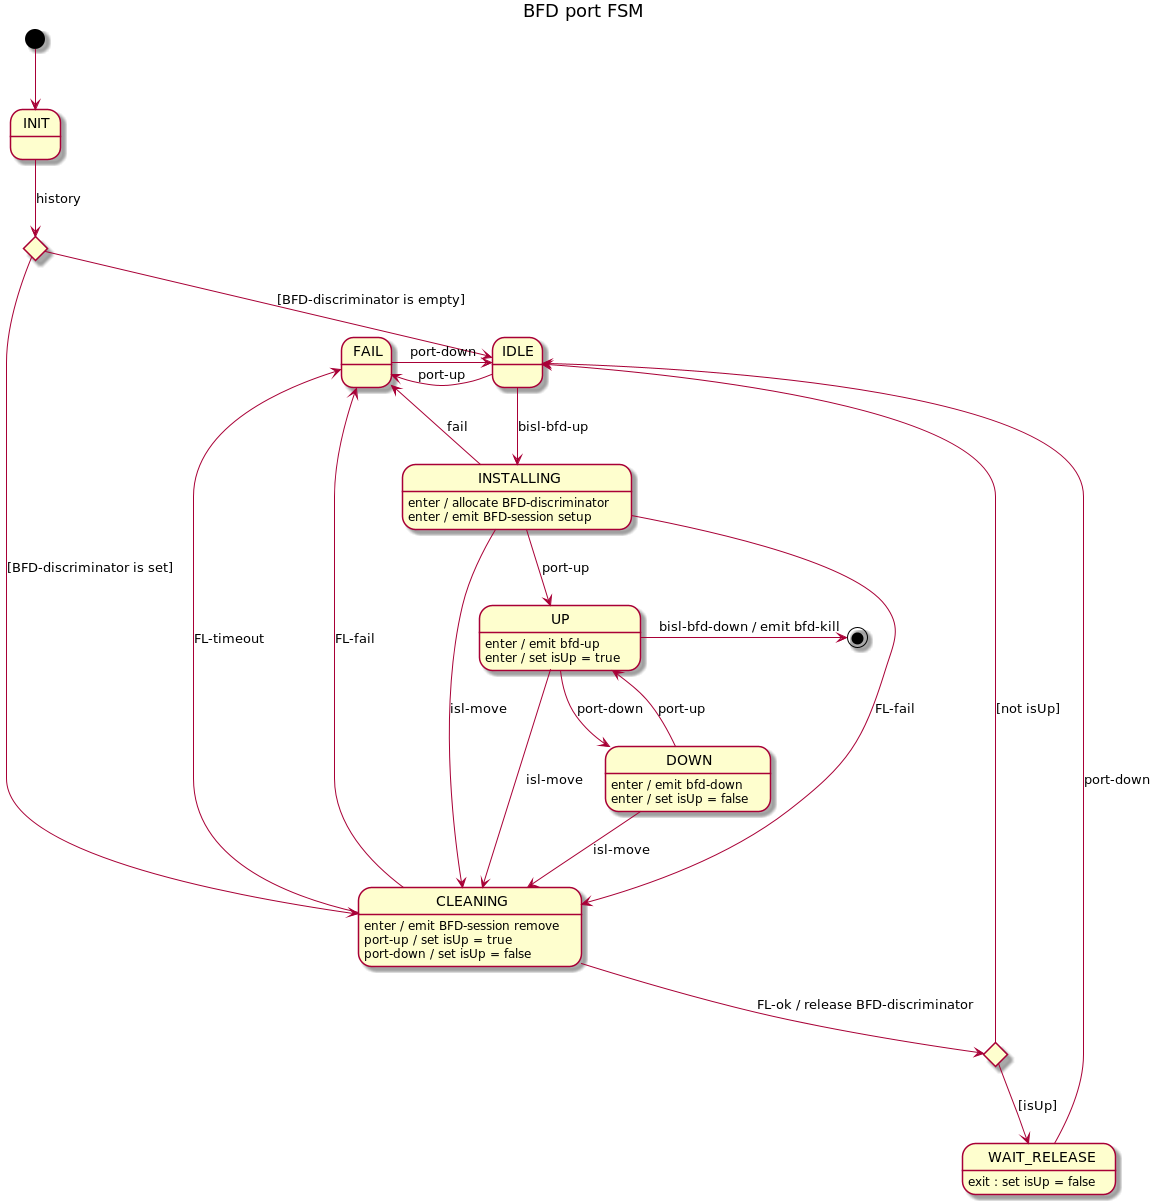 BFD port FSM
INIT
history
[BFD-discriminator is empty]
FAIL
port-down
IDLE
port-up
fail
bisl-bfd-up
INSTALLING
enter / allocate BFD-discriminator
enter / emit BFD-session setup
[BFD-discriminator is set]
port-up
UP
enter / emit bfd-up
enter / set isUp = true
bisl-bfd-down / emit bfd-kill
FL-timeout
FL-fail
isl-move
port-down
port-up
FL-fail
[not isUp]
DOWN
enter / emit bfd-down
enter / set isUp = false
isl-move
port-down
isl-move
CLEANING
enter / emit BFD-session remove
port-up / set isUp = true
port-down / set isUp = false
FL-ok / release BFD-discriminator
[isUp]
WAIT_RELEASE
exit : set isUp = false